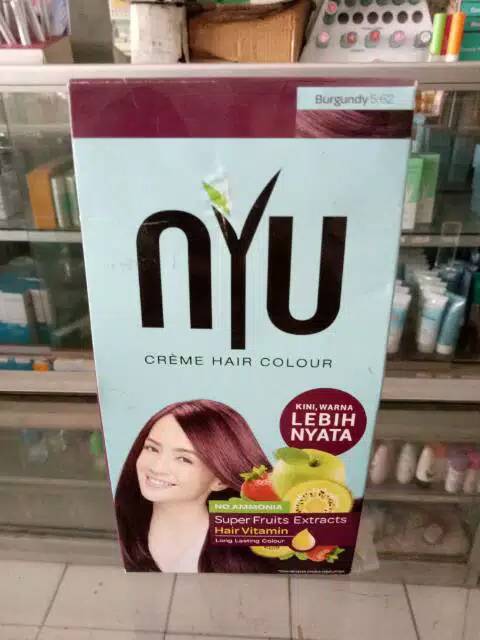 Burgundy 5.62
NYU
CRÈME HAIR COLOUR
KINI, WARNA
LEBIH
NYATA
NO AMMONIA
Super Fruits Extracts
Hair Vitamin
Long Lasting Colour